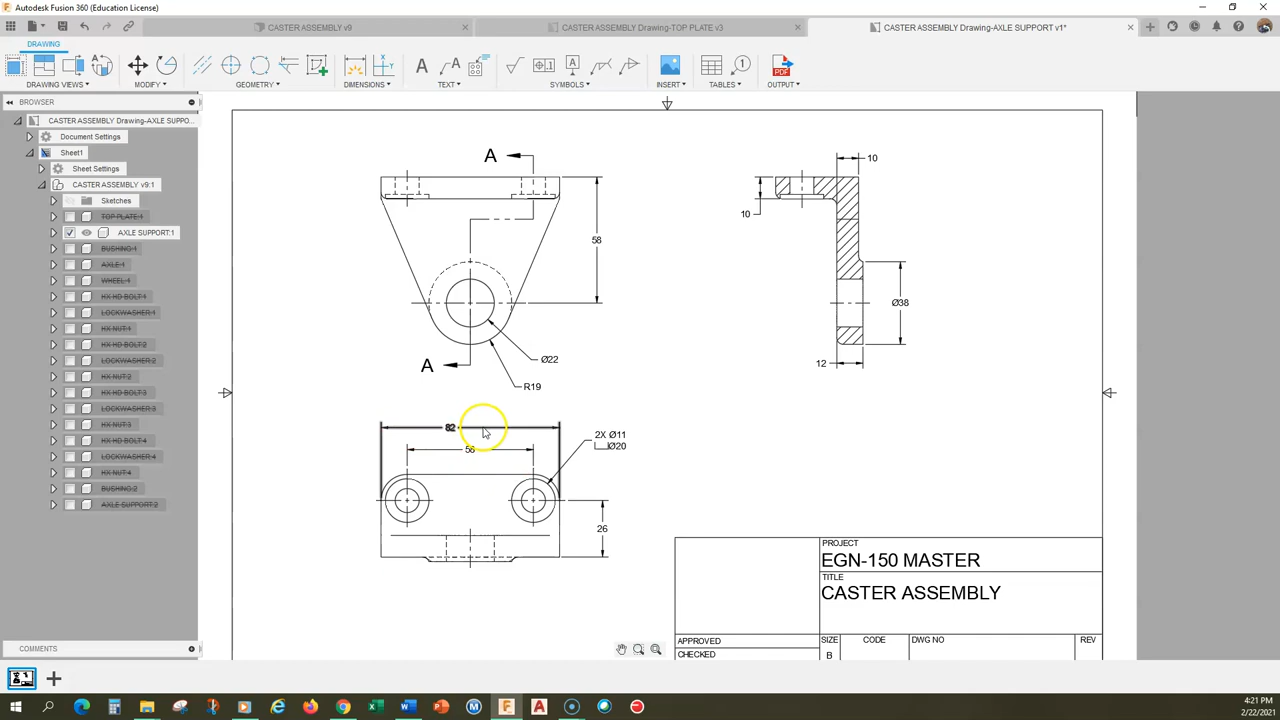 Autodesk Fusion 360 (Education License)
CASTER ASSEMBLY v9
CASTER ASSEMBLY Drawing-TOP PLATE v3
CASTER ASSEMBLY Drawing-AXLE SUPPORT v1*
DRAWING
DRAWING VIEWS
MODIFY
GEOMETRY
DIMENSIONS
TEXT
SYMBOLS
INSERT
TABLES
OUTPUT
BROWSER
CASTER ASSEMBLY Drawing-AXLE SUPPO...
Document Settings
Sheet1
Sheet Settings
CASTER ASSEMBLY v9:1
Sketches
TOP PLATE:1
AXLE SUPPORT:1
BUSHING:1
AXLE:1
WHEEL:1
HX HD BOLT:1
LOCKWASHER:1
HX NUT:1
HX HD BOLT:2
LOCKWASHER:2
HX NUT:2
HX HD BOLT:3
LOCKWASHER:3
HX NUT:3
HX HD BOLT:4
LOCKWASHER:4
HX NUT:4
BUSHING:2
AXLE SUPPORT:2
COMMENTS
A
58
Ø22
A
R19
10
10
Ø38
12
82
56
2X Ø11
⌴Ø20
26
PROJECT
EGN-150 MASTER
TITLE
CASTER ASSEMBLY
APPROVED
CHECKED
SIZE
CODE
DWG NO
REV
B
4:21 PM
2/22/2021